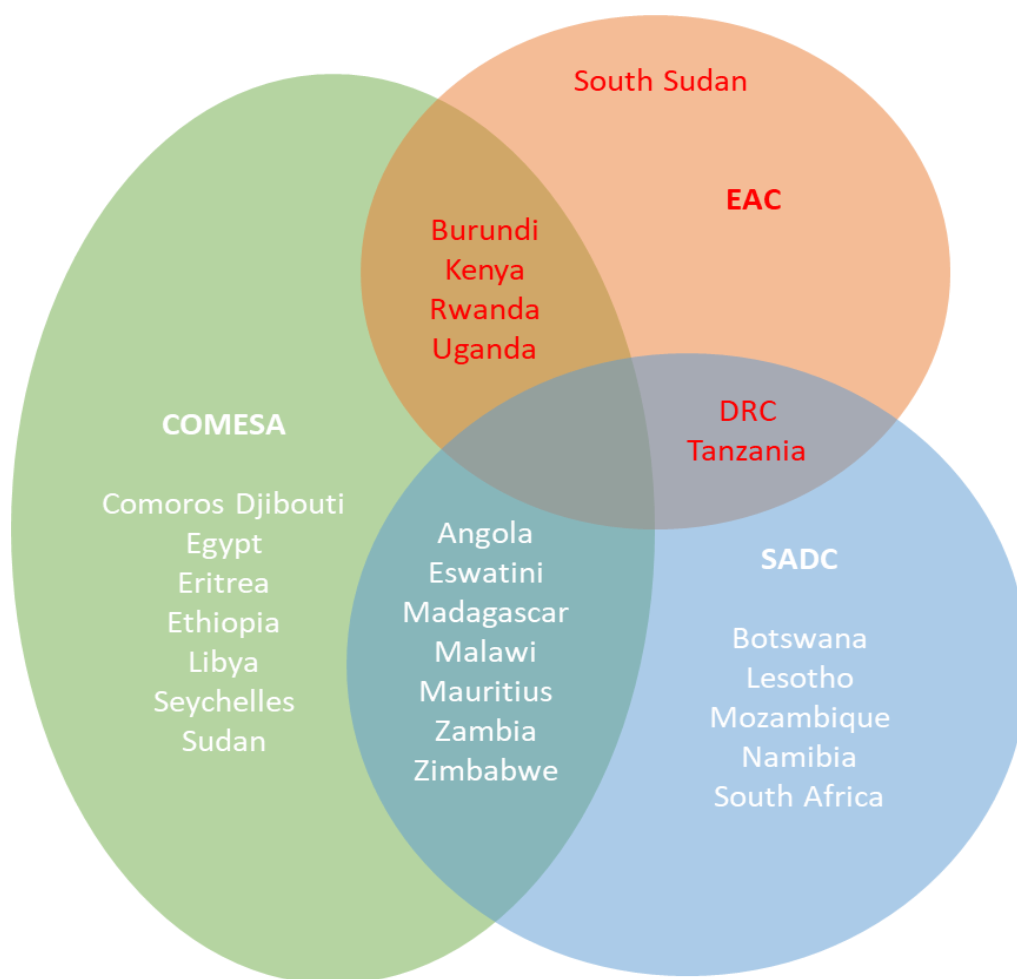 South Sudan
EAC
Burundi
Kenya
Rwanda
Uganda
DRC
Tanzania
COMESA
Comoros Djibouti
Egypt
Eritrea
Ethiopia
Libya
Seychelles
Sudan
Angola
Eswatini
Madagascar
Malawi
Mauritius
Zambia
Zimbabwe
SADC
Botswana
Lesotho
Mozambique
Namibia
South Africa